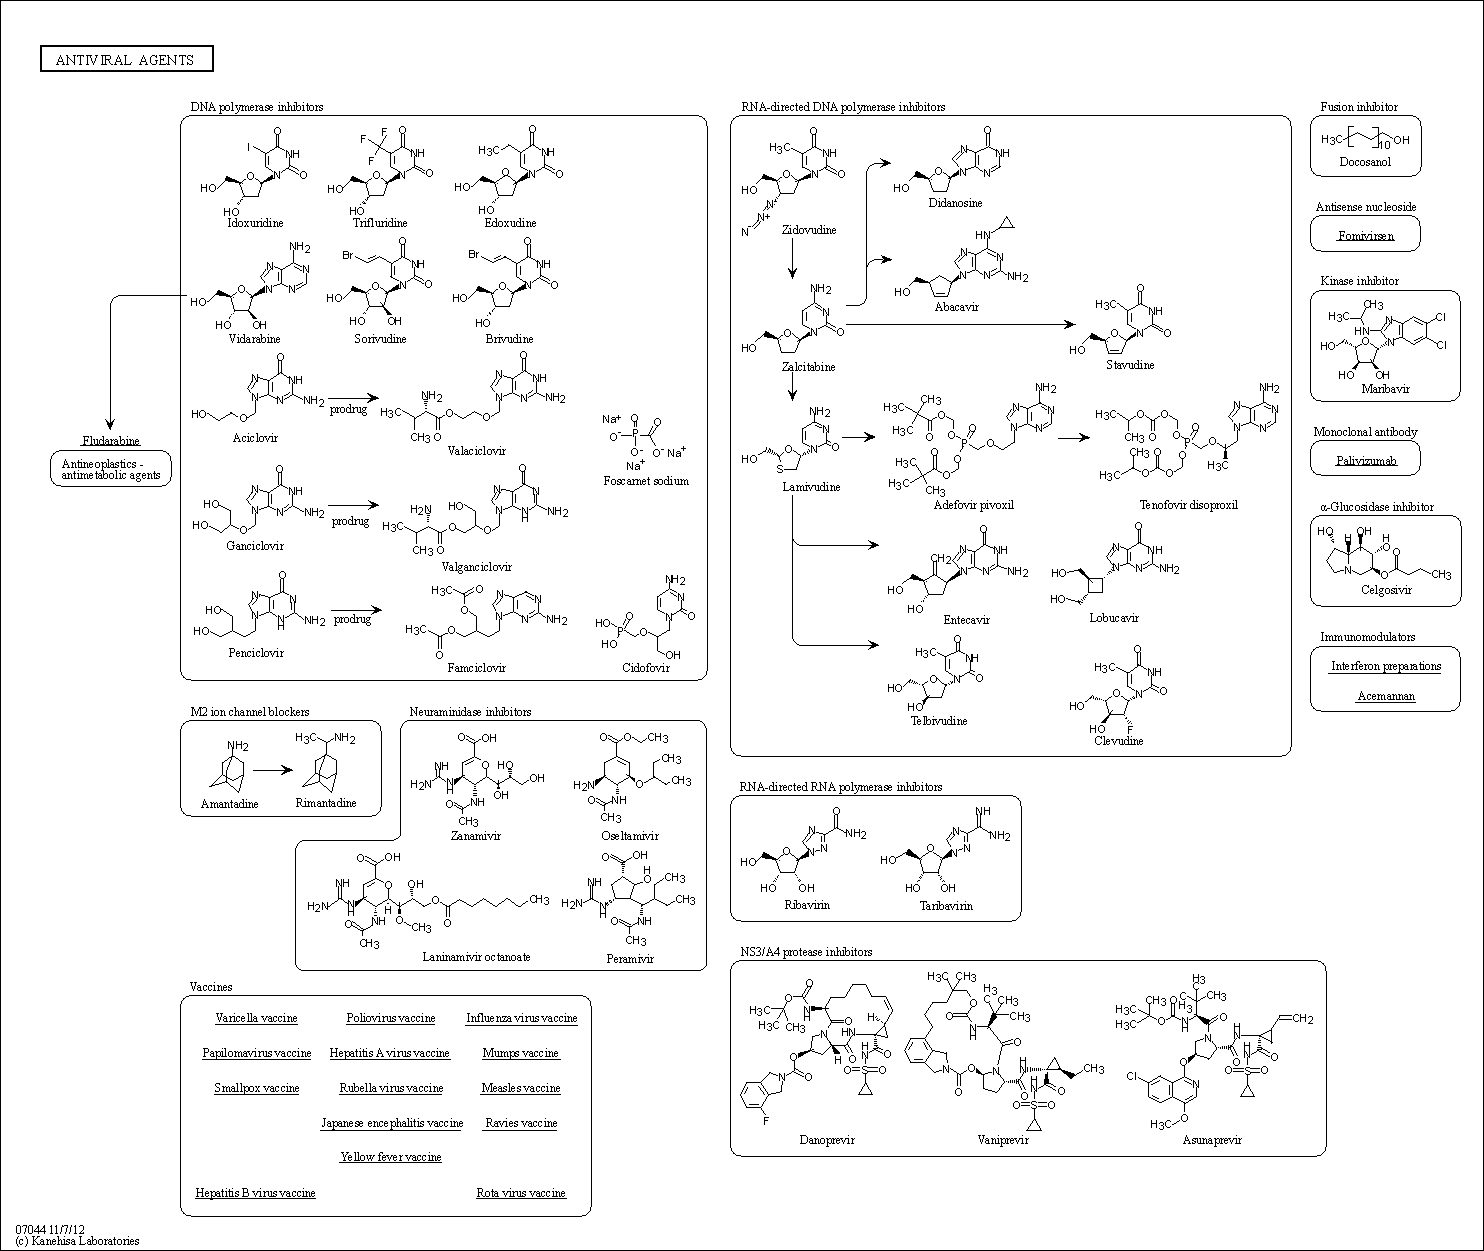 ANTIVIRAL AGENTS
DNA polymerase inhibitors
Idoxuridine
Trifluridine
Edoxudine
Vidarabine
Sorivudine
Brivudine
Aciclovir
prodrug
Valaciclovir
Foscarnet sodium
Ganciclovir
prodrug
Valganciclovir
Penciclovir
prodrug
Famciclovir
Cidofovir
Fludarabine
Antineoplastics -
antimetabolic agents
RNA-directed DNA polymerase inhibitors
Zidovudine
Didanosine
Abacavir
Zalcitabine
Stavudine
Lamivudine
Adefovir pivoxil
Tenofovir disoproxil
Entecavir
Lobucavir
Telbivudine
Clevudine
Fusion inhibitor
Docosanol
Antisense nucleoside
Fomivirsen
Kinase inhibitor
Maribavir
Monoclonal antibody
Palivizumab
α-Glucosidase inhibitor
Celgosivir
Immunomodulators
Interferon preparations
Acemannan
M2 ion channel blockers
Amantadine
Rimantadine
Neuraminidase inhibitors
Zanamivir
Oseltamivir
Laninamivir octanoate
Peramivir
RNA-directed RNA polymerase inhibitors
Ribavirin
Taribavirin
NS3/A4 protease inhibitors
Danoprevir
Vaniprevir
Asunaprevir
Vaccines
Varicella vaccine
Poliovirus vaccine
Influenza virus vaccine
Papilomavirus vaccine
Hepatitis A virus vaccine
Mumps vaccine
Smallpox vaccine
Rubella virus vaccine
Measles vaccine
Japanese encephalitis vaccine
Ravies vaccine
Yellow fever vaccine
Hepatitis B virus vaccine
Rota virus vaccine
07044 11/7/12
(c) Kanehisa Laboratories